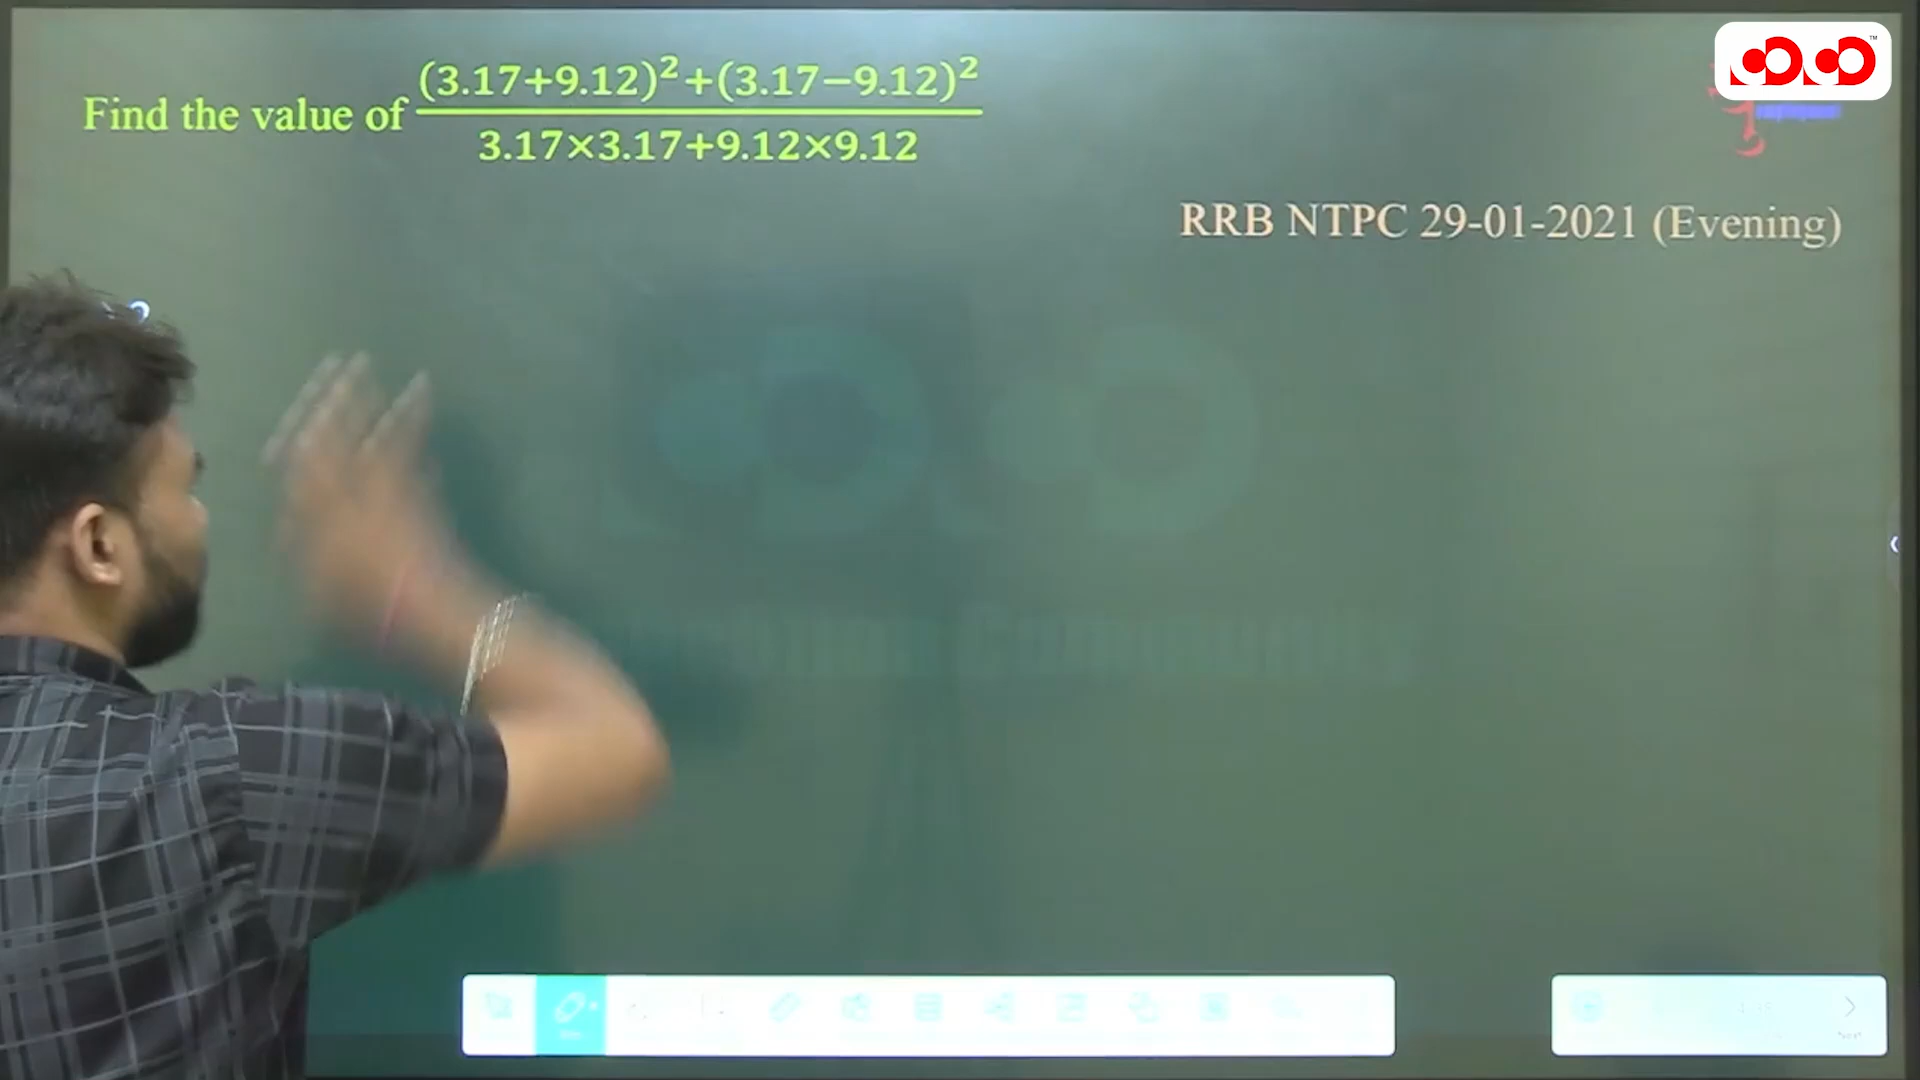 Find the value of \frac{(3.17+9.12)^2+(3.17-9.12)^2}{3.17×3.17+9.12×9.12}
RRB NTPC 29-01-2021 (Evening)